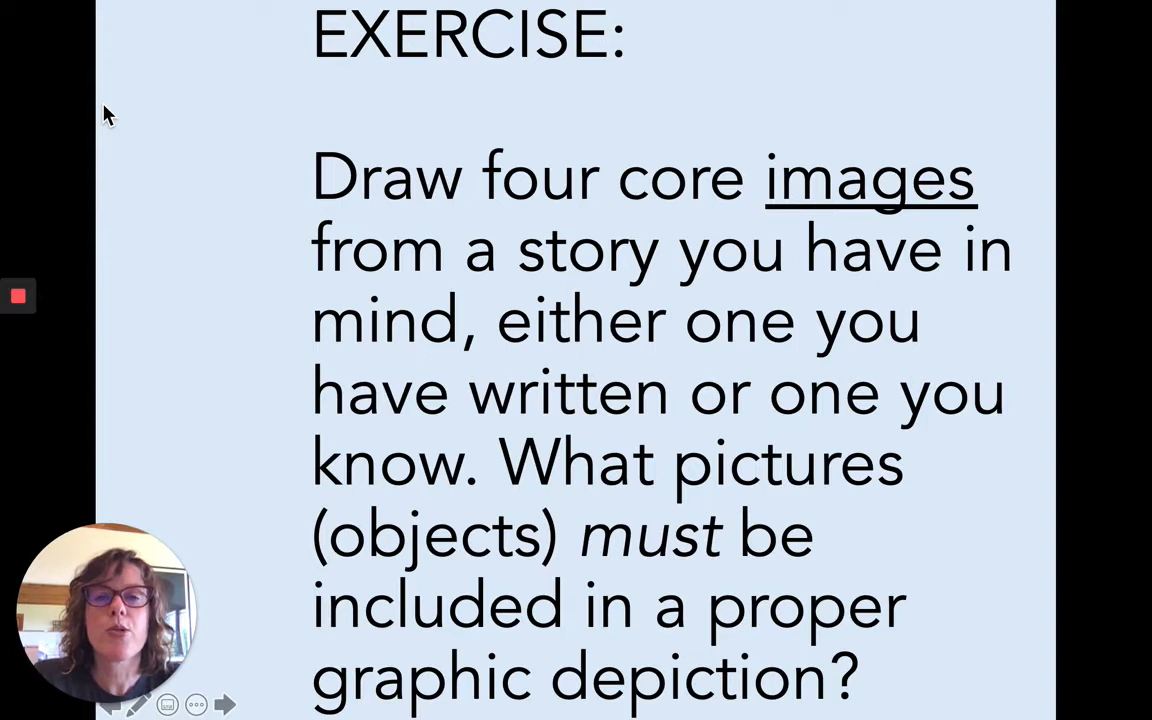 EXERCISE:
Draw four core images
from a story you have in
mind, either one you
have written or one you
know. What pictures
(objects) must be
included in a proper
graphic depiction?